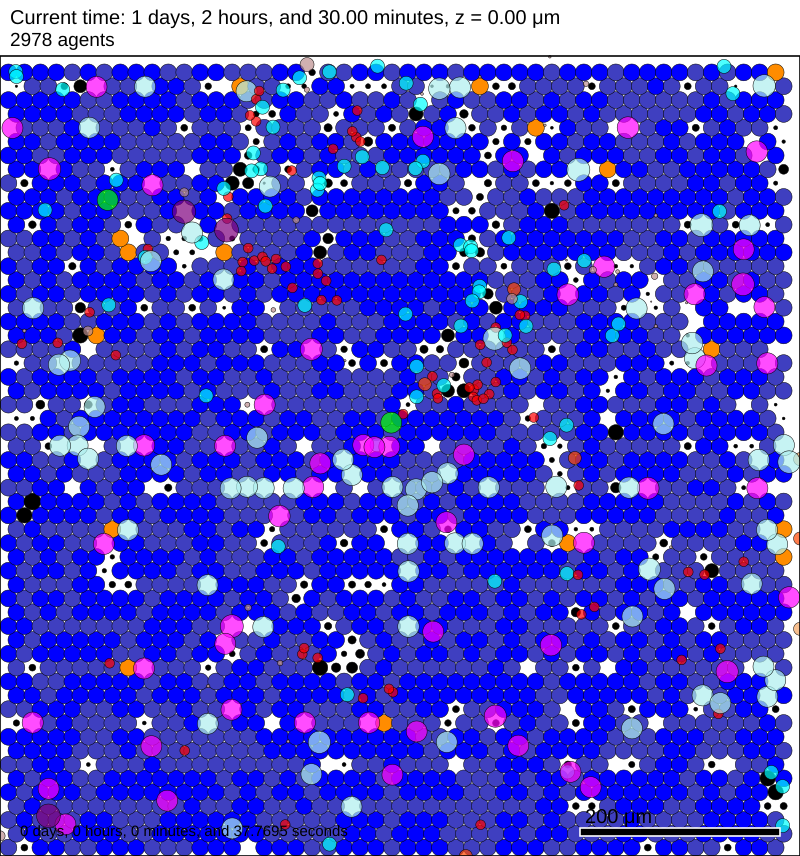 Current time: 1 days, 2 hours, and 30.00 minutes, z = 0.00 μm
2978 agents
200 μm
0 days, 0 hours, 0 minutes, and 37.7695 seconds